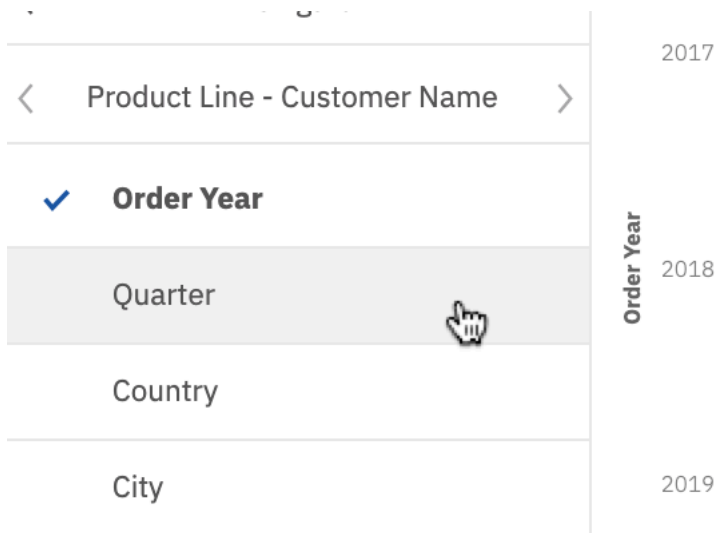 Product Line - Customer Name
Order Year
Quarter
Country
City
Order Year
2017
2018
2019